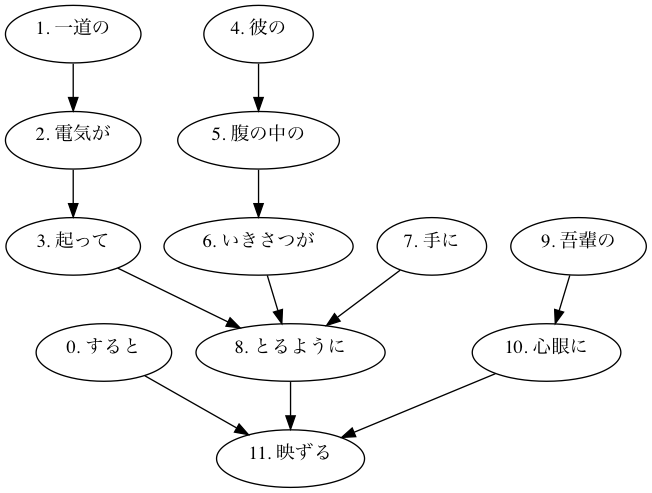 1. 一道の
4. 彼の
2. 電気が
5. 腹の中の
3. 起って
6. いきさつが
7. 手に
9. 吾輩の
0. すると
8. とるように
10. 心眼に
11. 映ずる